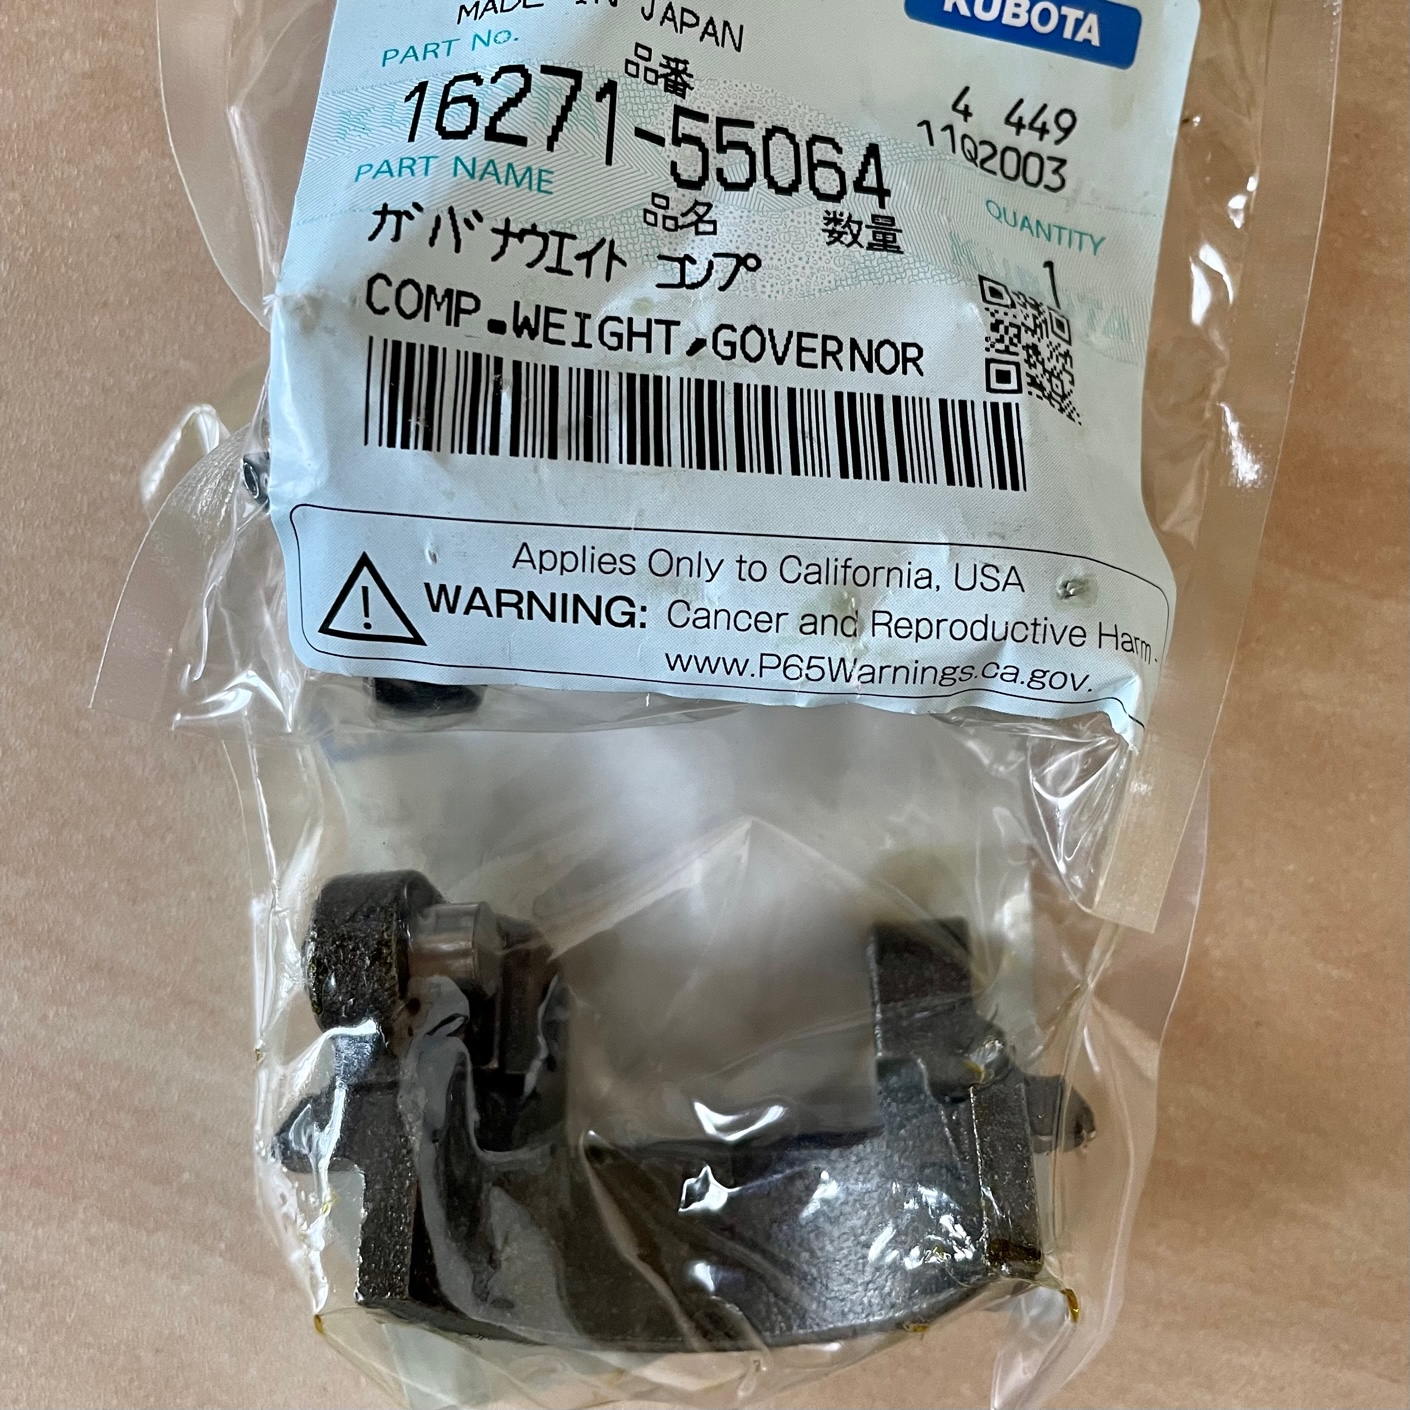 MADE IN JAPAN
KUBOTA
PART No.
品番
16271-55064
4 449
11Q2003
PART NAME
品名
数量
QUANTITY
1
ガバナウエイト コンプ
COMP.WEIGHT,GOVERNOR
Applies Only to California, USA
WARNING: Cancer and Reproductive Harm -
www.P65Warnings.ca.gov.